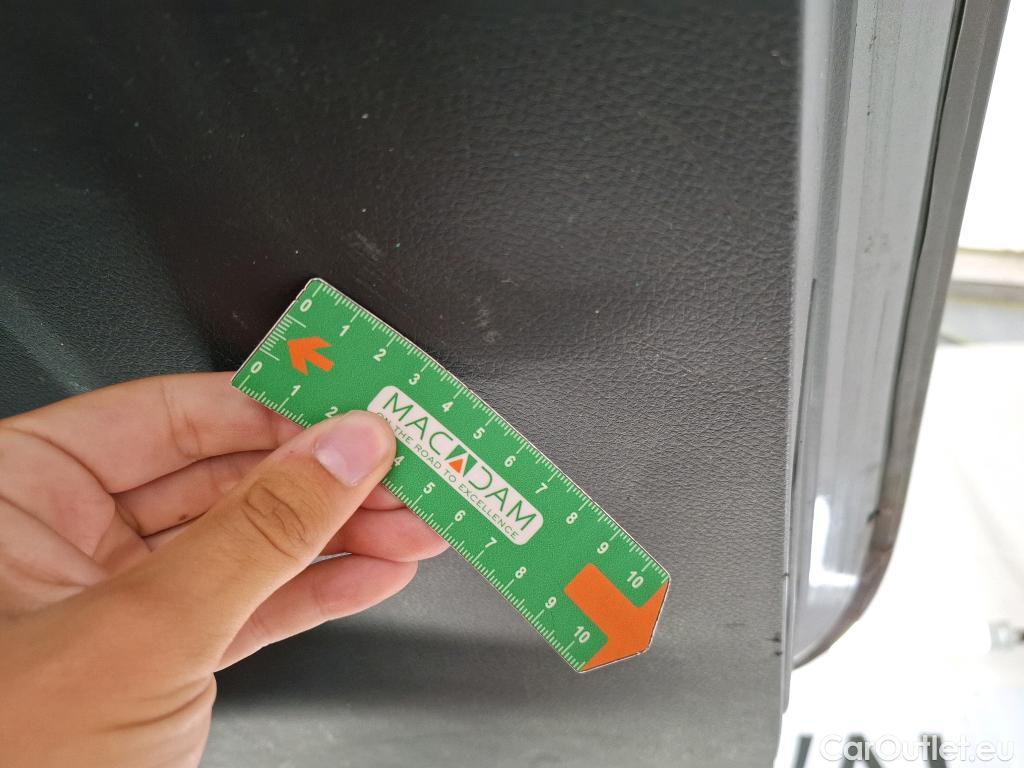 0 1 2 3 4 5 6 7 8 9 10
MACADAM
ON THE ROAD TO EXCELLENCE
0 1 2 4 5 6 7 8 9 10
CarOutlet.eu